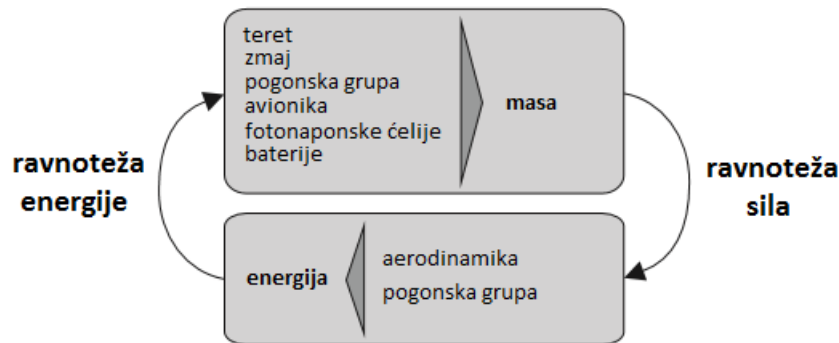 teret
zmaj
pogonska grupa
avionika
fotonaponske ćelije
baterije
masa
ravnoteža
energije
ravnoteža
sila
energija
aerodinamika
pogonska grupa